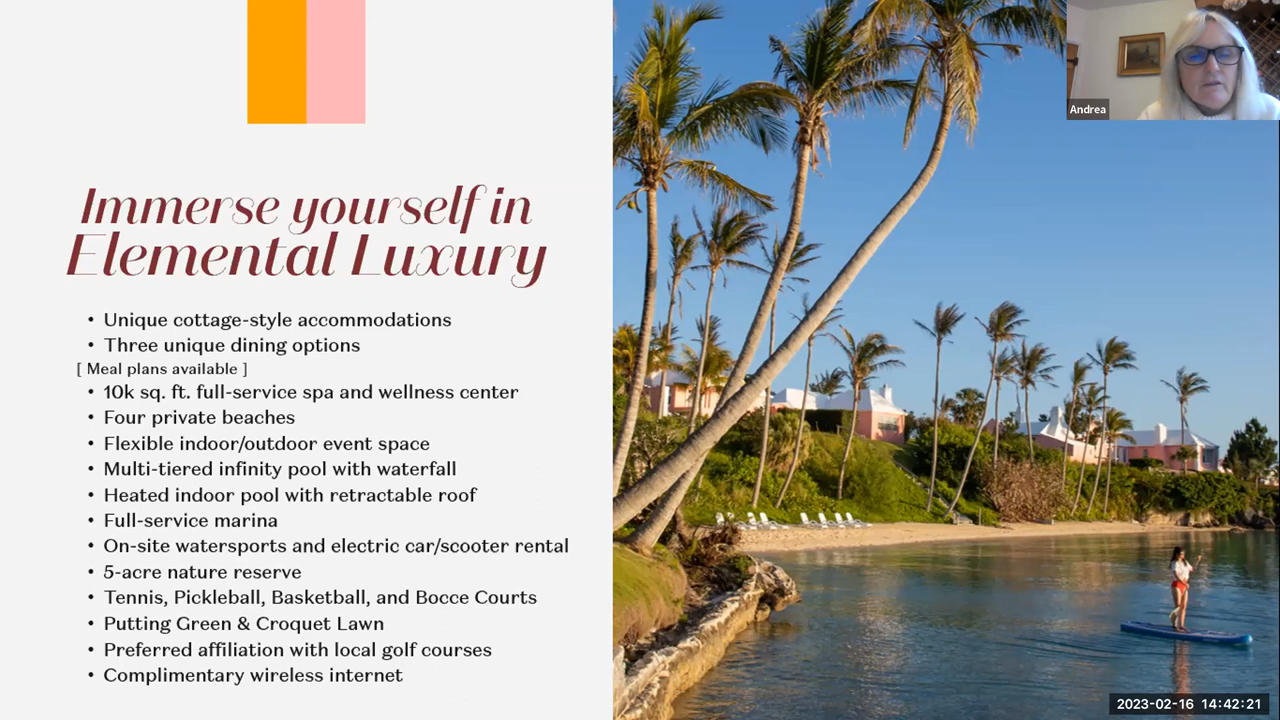 Immerse yourself in
Elemental Luxury
• Unique cottage-style accommodations
• Three unique dining options
[ Meal plans available ]
• 10k sq. ft. full-service spa and wellness center
• Four private beaches
• Flexible indoor/outdoor event space
• Multi-tiered infinity pool with waterfall
• Heated indoor pool with retractable roof
• Full-service marina
• On-site watersports and electric car/scooter rental
• 5-acre nature reserve
• Tennis, Pickleball, Basketball, and Bocce Courts
• Putting Green & Croquet Lawn
• Preferred affiliation with local golf courses
• Complimentary wireless internet
Andrea
2023-02-16 14:42:21